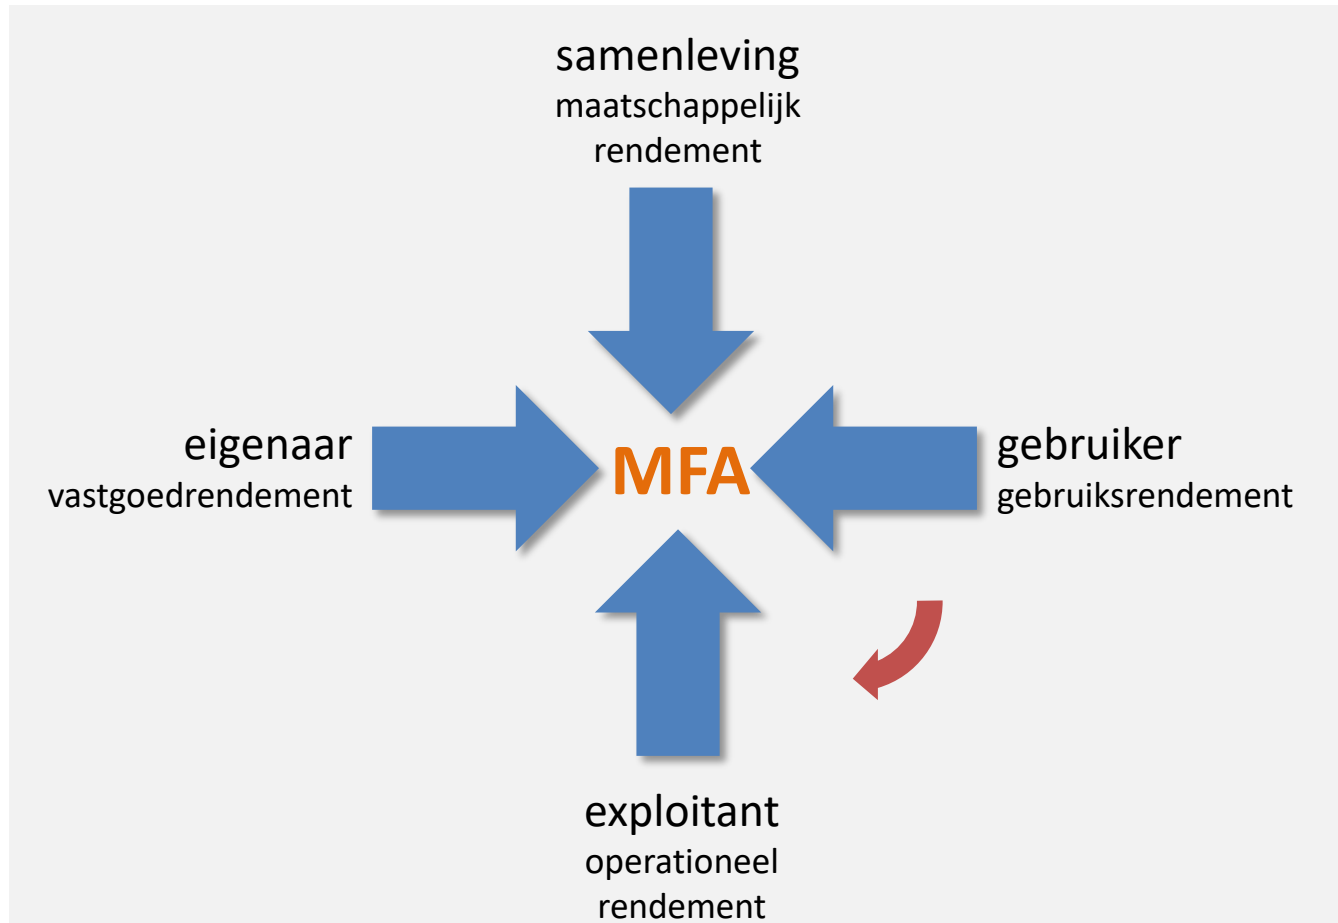 samenleving
maatschappelijk
rendement
eigenaar
vastgoedrendement
MFA
gebruiker
gebruiksrendement
exploitant
operationeel
rendement